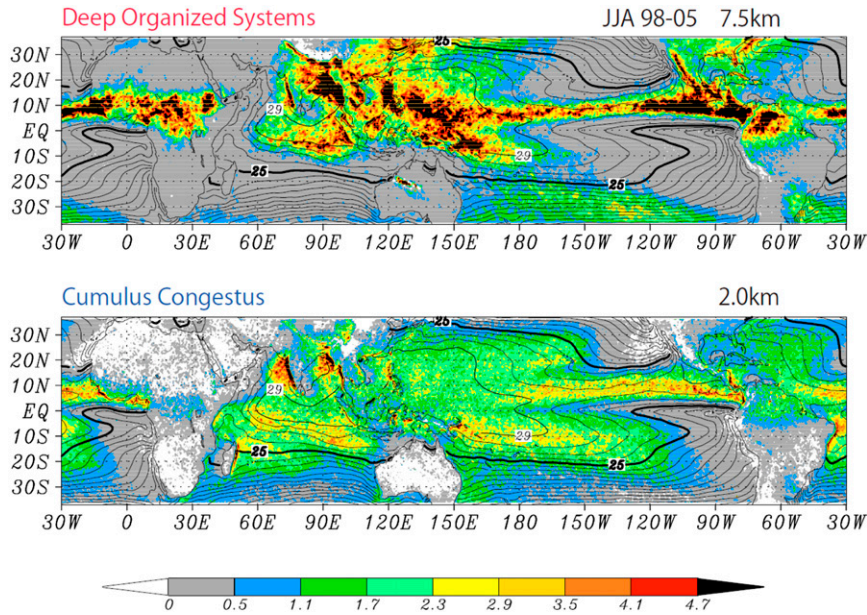 Deep Organized Systems JJA 98-05 7.5km
30N
20N
10N
EQ
10S
20S
30S
29
29
25
25
25
30W 0 30E 60E 90E 120E 150E 180 150W 120W 90W 60W 30W
Cumulus Congestus 2.0km
25
25
30N
20N
10N
EQ
10S
20S
30S
29
29
25
25
25
30W 0 30E 60E 90E 120E 150E 180 150W 120W 90W 60W 30W
0 0.5 1.1 1.7 2.3 2.9 3.5 4.1 4.7